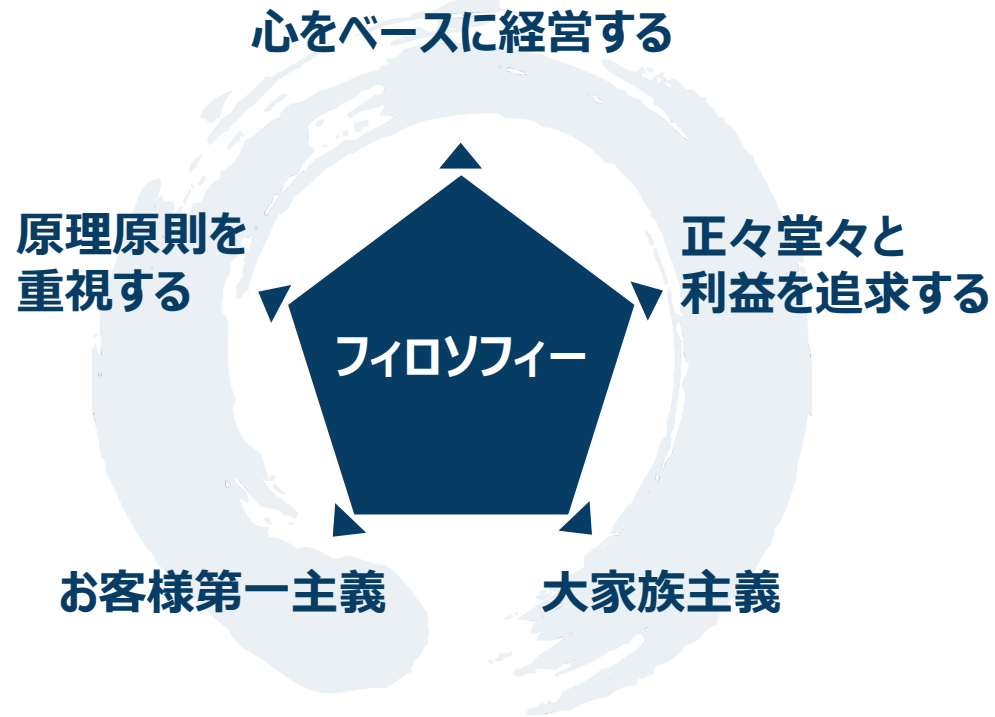 心をベースに経営する
原理原則を
重視する
正々堂々と
利益を追求する
フィロソフィー
お客様第一主義
大家族主義